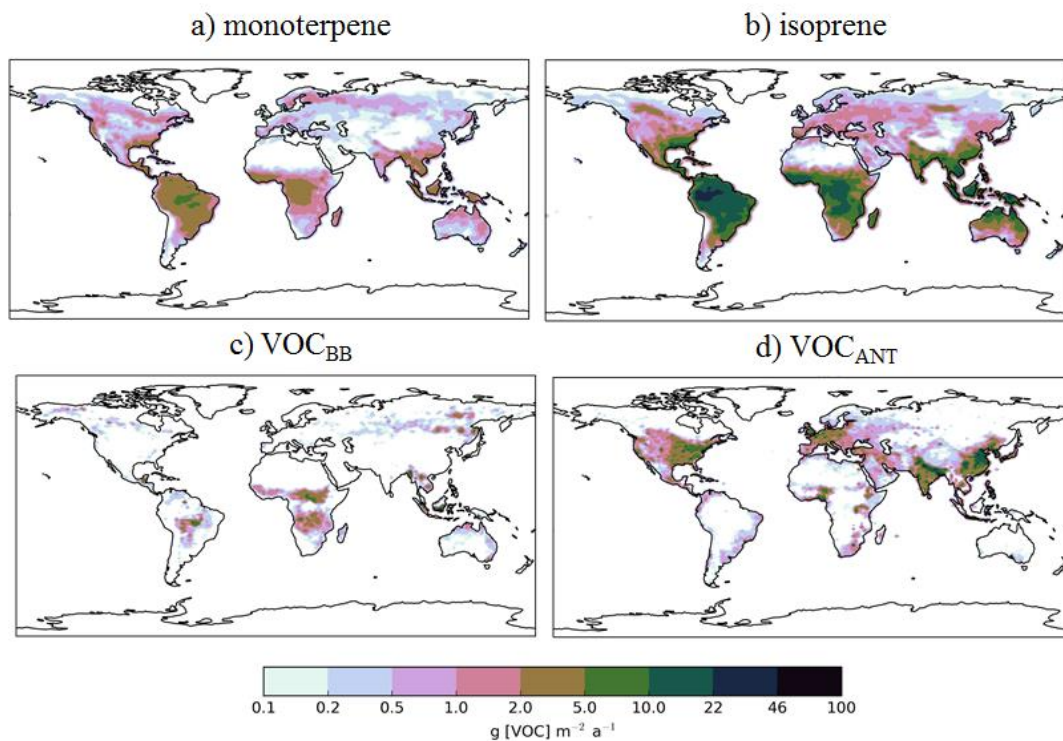 a) monoterpene
b) isoprene
c) VOC_BB
d) VOC_ANT
0.1 0.2 0.5 1.0 2.0 5.0 10.0 22 46 100
g [VOC] m⁻² a⁻¹